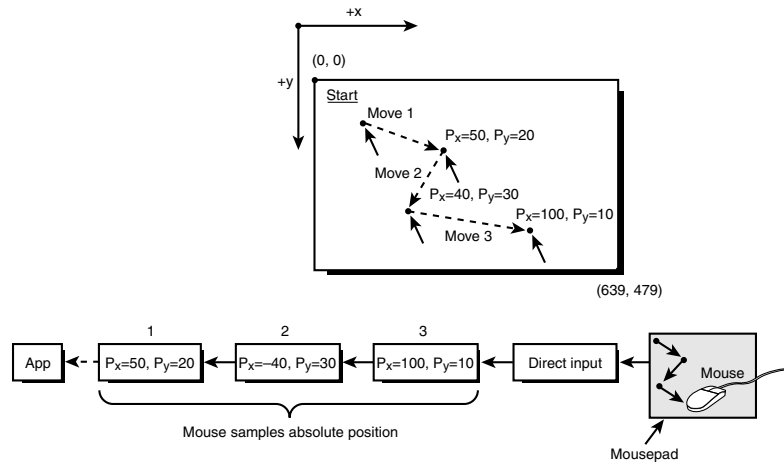 +x
(0, 0)
+y
Start
Move 1
Px=50, Py=20
Move 2
Px=40, Py=30
Px=100, Py=10
Move 3
(639, 479)
1
2
3
App
Px=50, Py=20
Px=–40, Py=30
Px=100, Py=10
Direct input
Mouse
Mouse samples absolute position
Mousepad